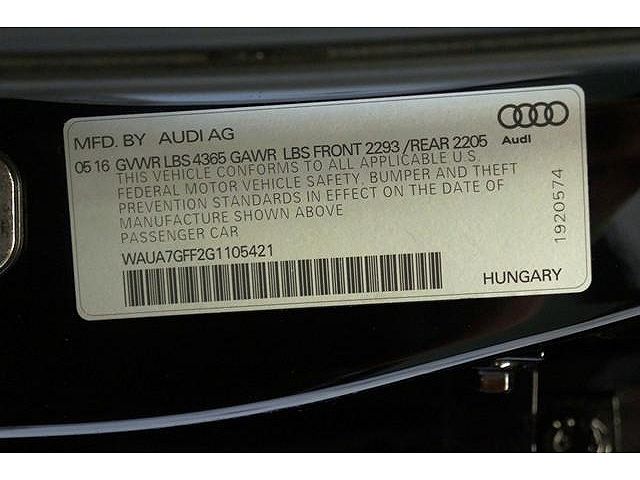 MFD. BY AUDI AG
05 16 GVWR LBS 4365 GAWR LBS FRONT 2293 /REAR 2205
THIS VEHICLE CONFORMS TO ALL APPLICABLE U.S.
FEDERAL MOTOR VEHICLE SAFETY, BUMPER AND THEFT
PREVENTION STANDARDS IN EFFECT ON THE DATE OF
MANUFACTURE SHOWN ABOVE
PASSENGER CAR
WAUA7GFF2G1105421
Audi
1920574
HUNGARY